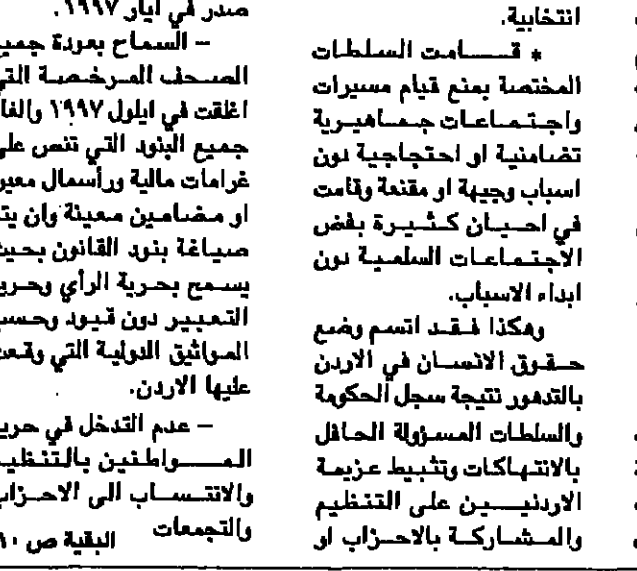 انتخابية.
* قامت السلطات
المختصة بمنع قيام مسيرات
واجتماعات جماهيرية
تضامنية او احتجاجية دون
اسباب وجيهة او مقنعة وقامت
في احيان كثيرة بفض
الاجتماعات السلمية دون
ابداء الاسباب.
وهكذا فقد اتسم وضع
حقوق الانسان في الاردن
بالتدهور نتيجة سجل الحكومة
والسلطات المسؤولة الحافل
بالانتهاكات وتثبيط عزيمة
الاردنيين على التنظيم
والمشاركة بالاحزاب او
صدر في ايار ١٩٩٧.
– السماح بعودة جميع
الصحف المرخصة التي
اغلقت في ايلول ١٩٩٧ والغاء
جميع البنود التي تنص على
غرامات مالية ورأسمال معين
او مضامين معينة وان يتم
صياغة بنود القانون بحيث
يسمح بحرية الرأي وحرية
التعبير دون قيود وحسب
المواثيق الدولية التي وقعت
عليها الاردن.
– عدم التدخل في حرية
المواطنين بالتنظيم
والانتساب الى الاحزاب
والتجمعات
البقية ص ١٠